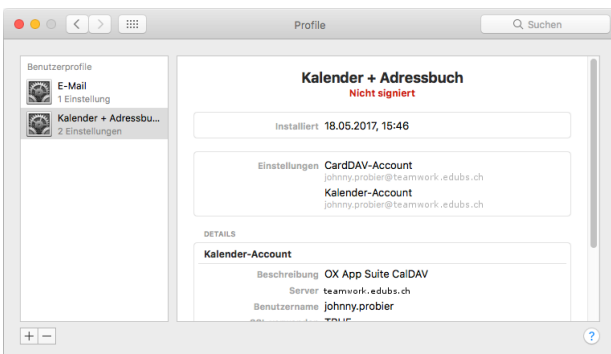 Profile
Suchen
Benutzerprofile
E-Mail
1 Einstellung
Kalender + Adressbu...
2 Einstellungen
Kalender + Adressbuch
Nicht signiert
Installiert 18.05.2017, 15:46
Einstellungen CardDAV-Account
johnny.probier@teamwork.edubs.ch
Kalender-Account
johnny.probier@teamwork.edubs.ch
DETAILS
Kalender-Account
Beschreibung OX App Suite CalDAV
Server teamwork.edubs.ch
Benutzername johnny.probier
TRUE